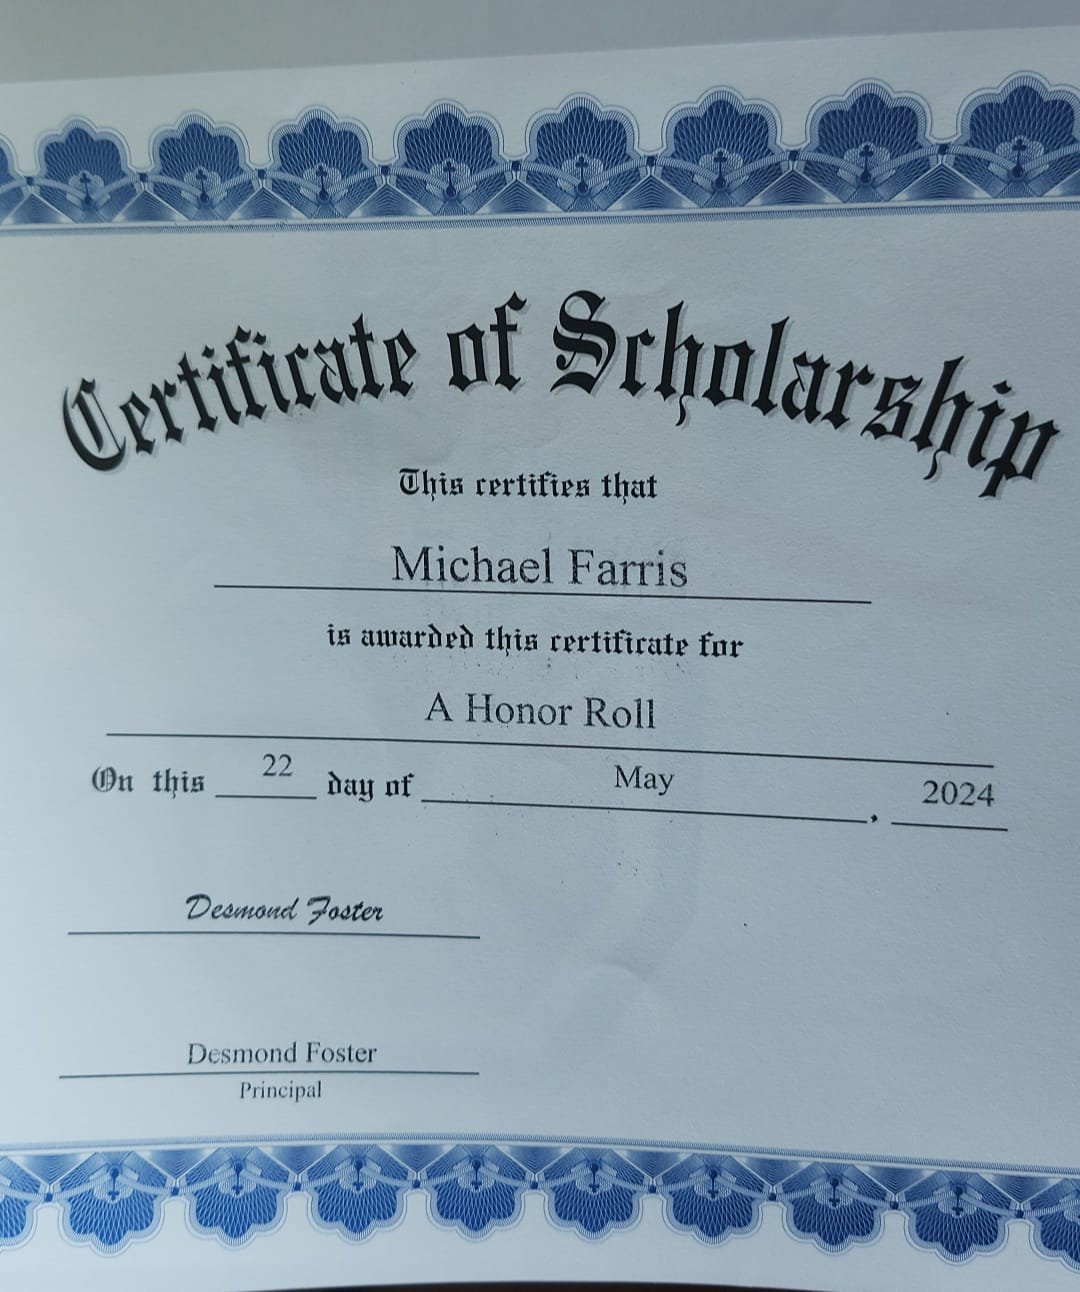 Certificate of Scholarship
This certifies that
Michael Farris
is awarded this certificate for
A Honor Roll
On this 22 day of May, 2024
Desmond Foster
Desmond Foster
Principal